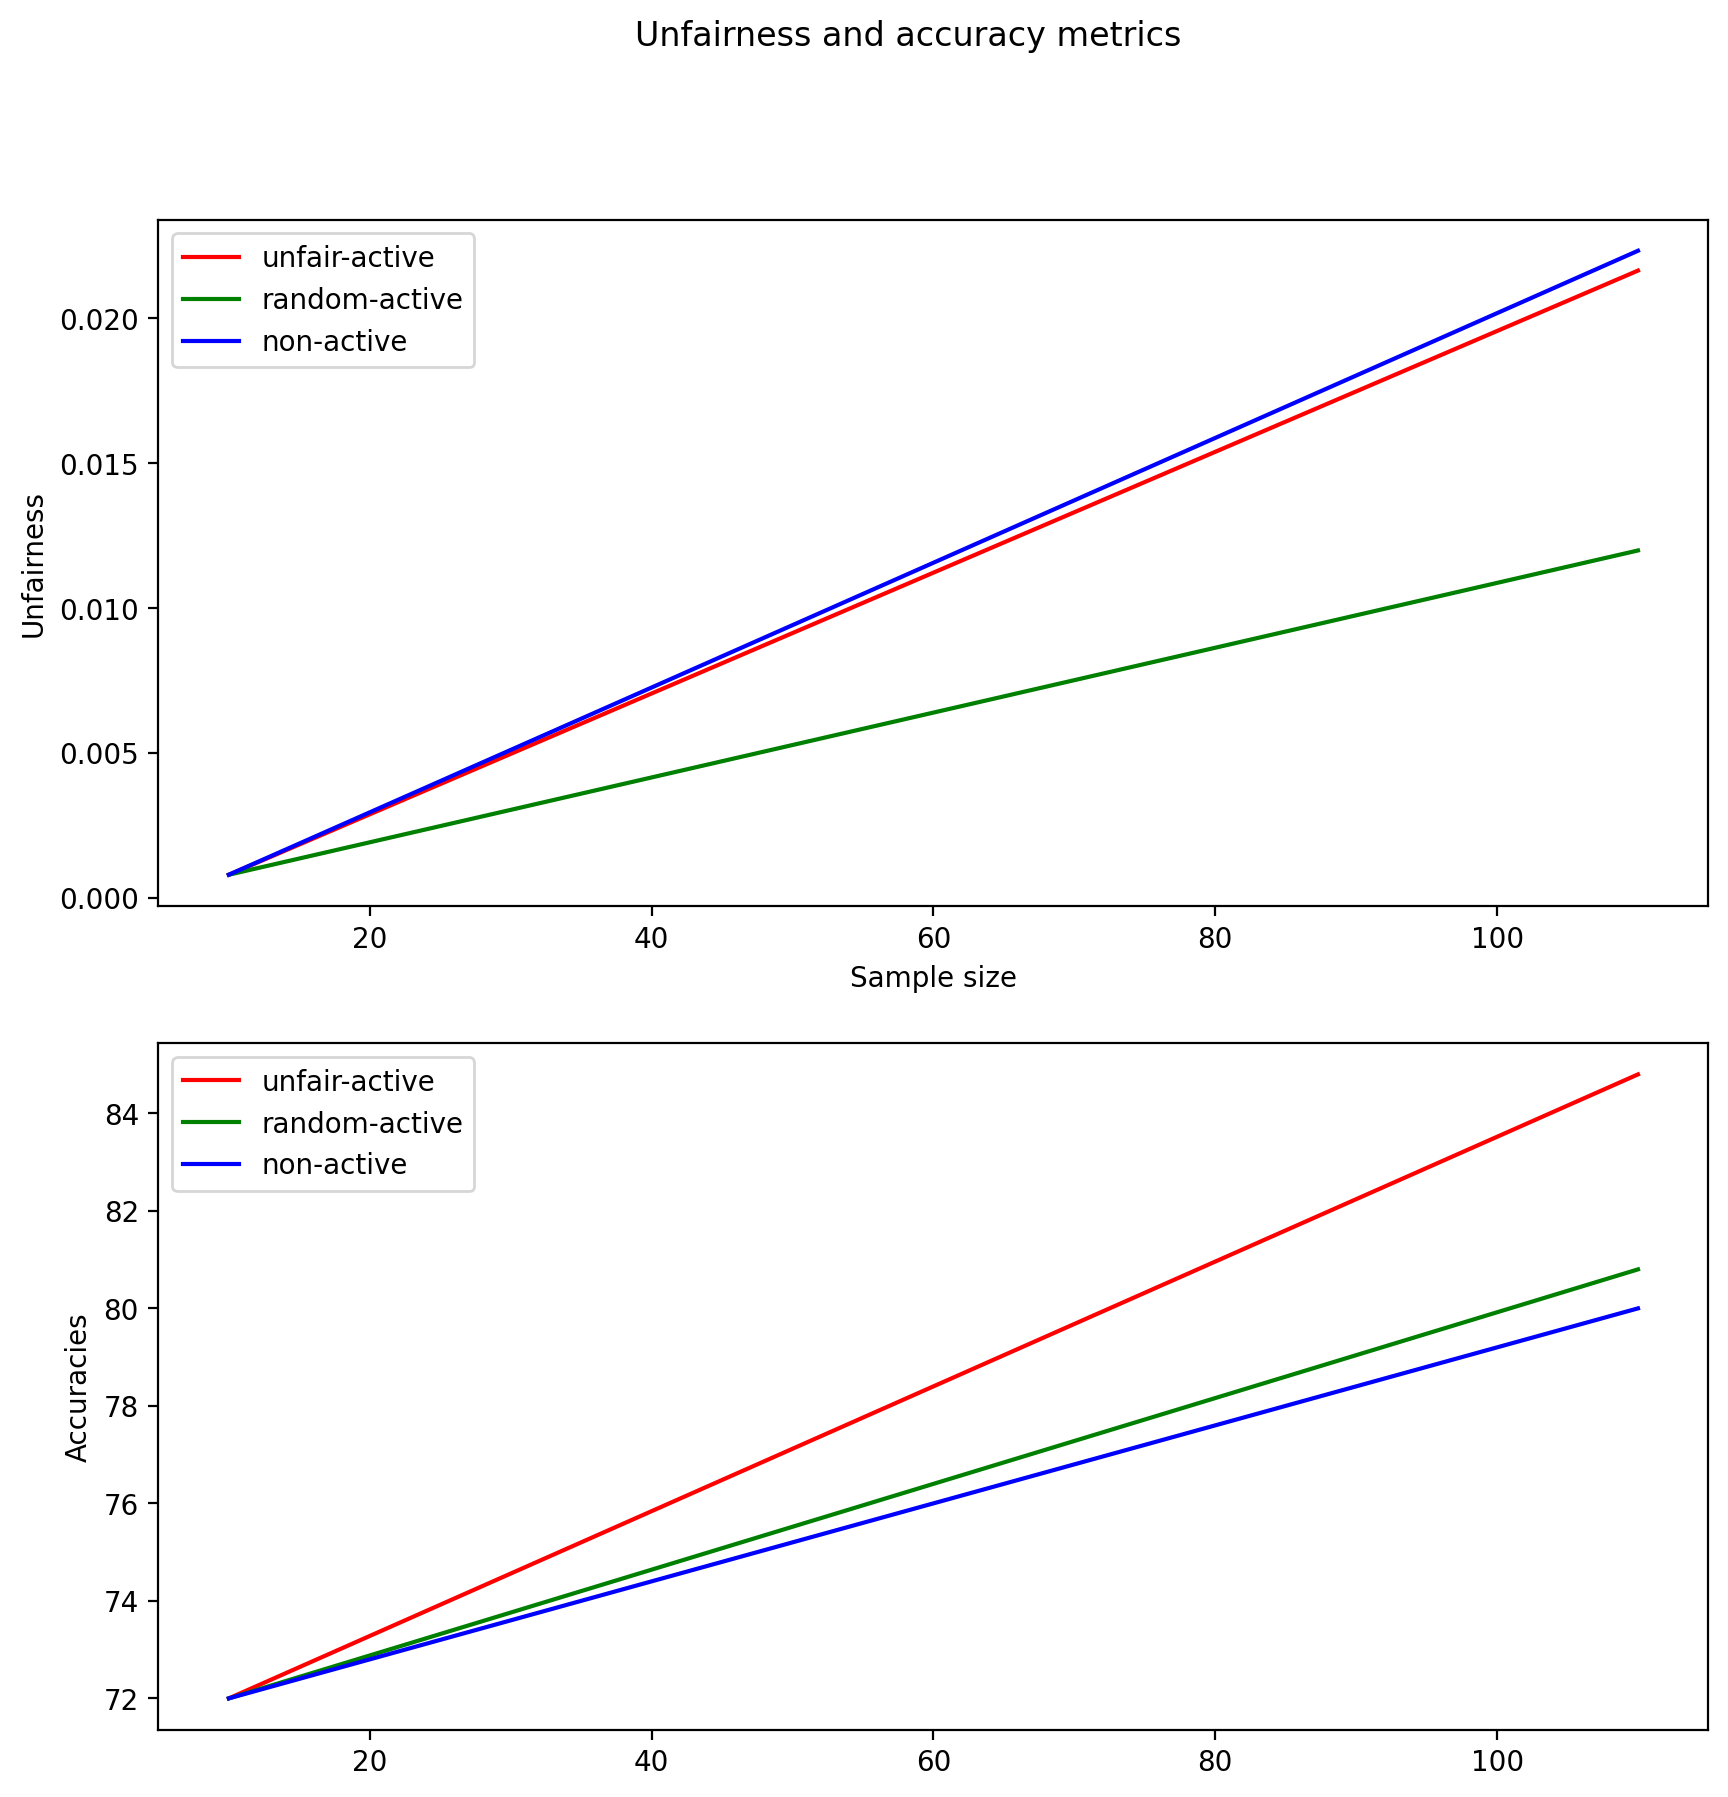 Unfairness and accuracy metrics
unfair-active
random-active
non-active
0.020
0.015
0.010
0.005
0.000
Unfairness
20 40 60 80 100
Sample size
unfair-active
random-active
non-active
84
82
80
78
76
74
72
Accuracies
20 40 60 80 100